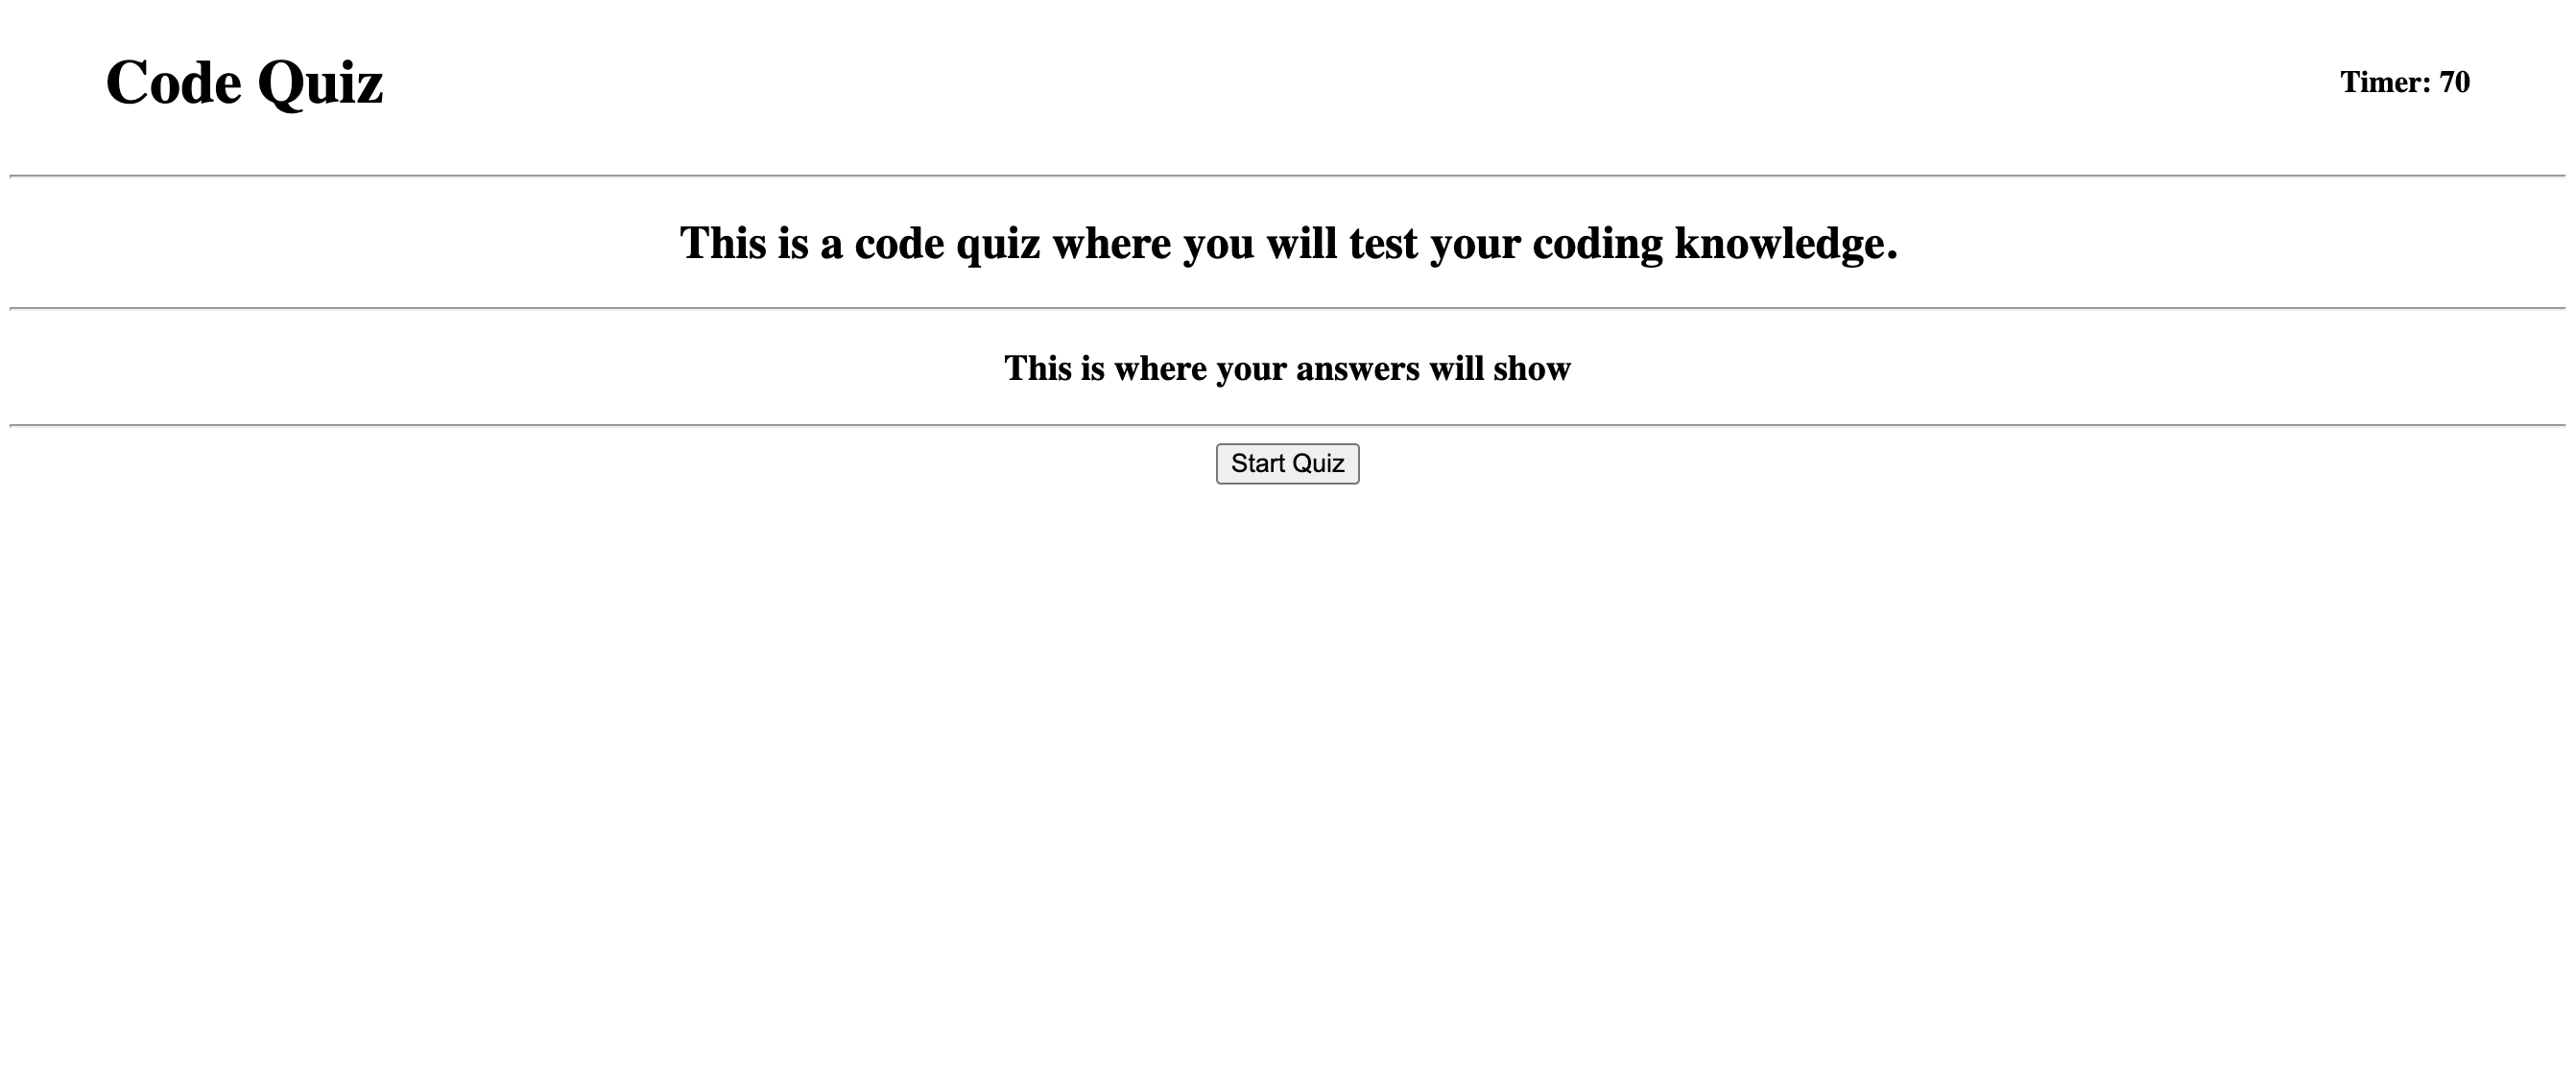 Code Quiz
Timer: 70
This is a code quiz where you will test your coding knowledge.
This is where your answers will show
Start Quiz